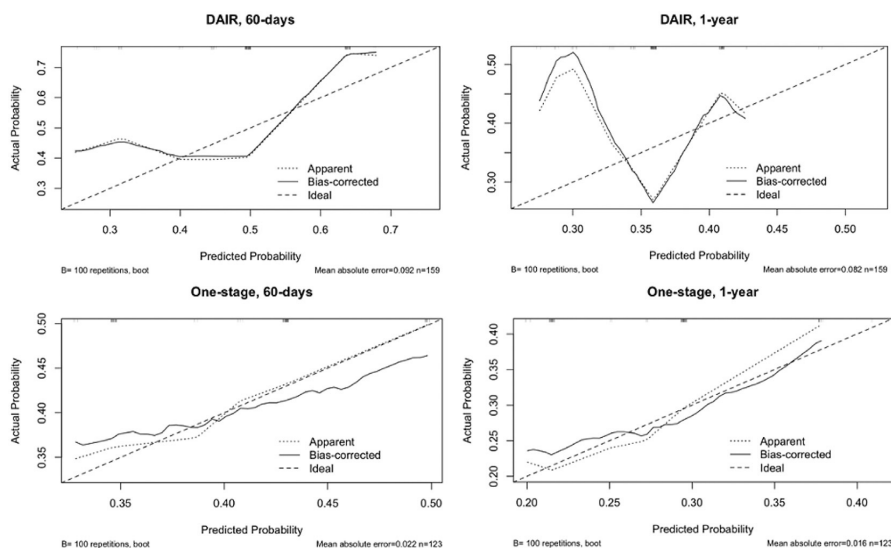 DAIR, 60-days
Actual Probability
0.7
0.6
0.5
0.4
0.3
Apparent
Bias-corrected
Ideal
0.3 0.4 0.5 0.6 0.7
Predicted Probability
B= 100 repetitions, boot
Mean absolute error=0.092 n=159
DAIR, 1-year
Actual Probability
0.50
0.40
0.30
Apparent
Bias-corrected
Ideal
0.30 0.35 0.40 0.45 0.50
Predicted Probability
B= 100 repetitions, boot
Mean absolute error=0.082 n=159
One-stage, 60-days
Actual Probability
0.50
0.45
0.40
0.35
Apparent
Bias-corrected
Ideal
0.35 0.40 0.45 0.50
Predicted Probability
B= 100 repetitions, boot
Mean absolute error=0.022 n=123
One-stage, 1-year
Actual Probability
0.40
0.35
0.30
0.25
0.20
Apparent
Bias-corrected
Ideal
0.20 0.25 0.30 0.35 0.40
Predicted Probability
B= 100 repetitions, boot
Mean absolute error=0.016 n=123